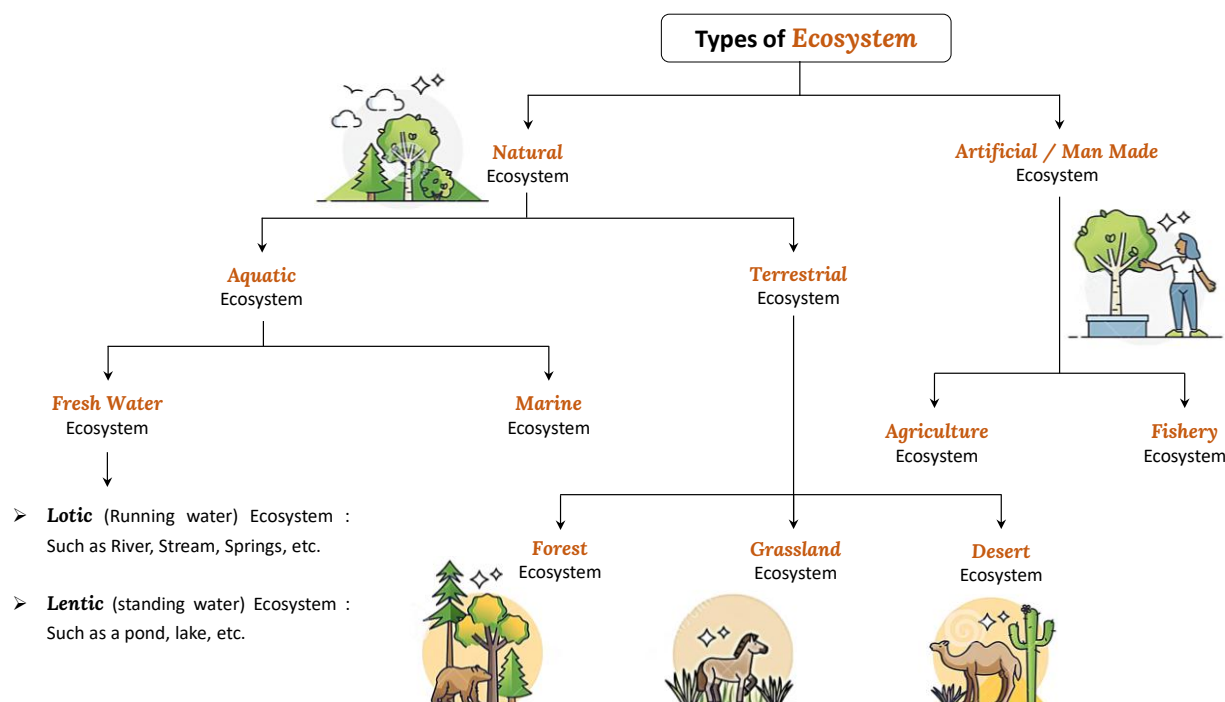 Types of Ecosystem
Natural
Ecosystem
Artificial / Man Made
Ecosystem
Aquatic
Ecosystem
Terrestrial
Ecosystem
Fresh Water
Ecosystem
Marine
Ecosystem
Agriculture
Ecosystem
Fishery
Ecosystem
➢ Lotic (Running water) Ecosystem :
Such as River, Stream, Springs, etc.
➢ Lentic (standing water) Ecosystem :
Such as a pond, lake, etc.
Forest
Ecosystem
Grassland
Ecosystem
Desert
Ecosystem